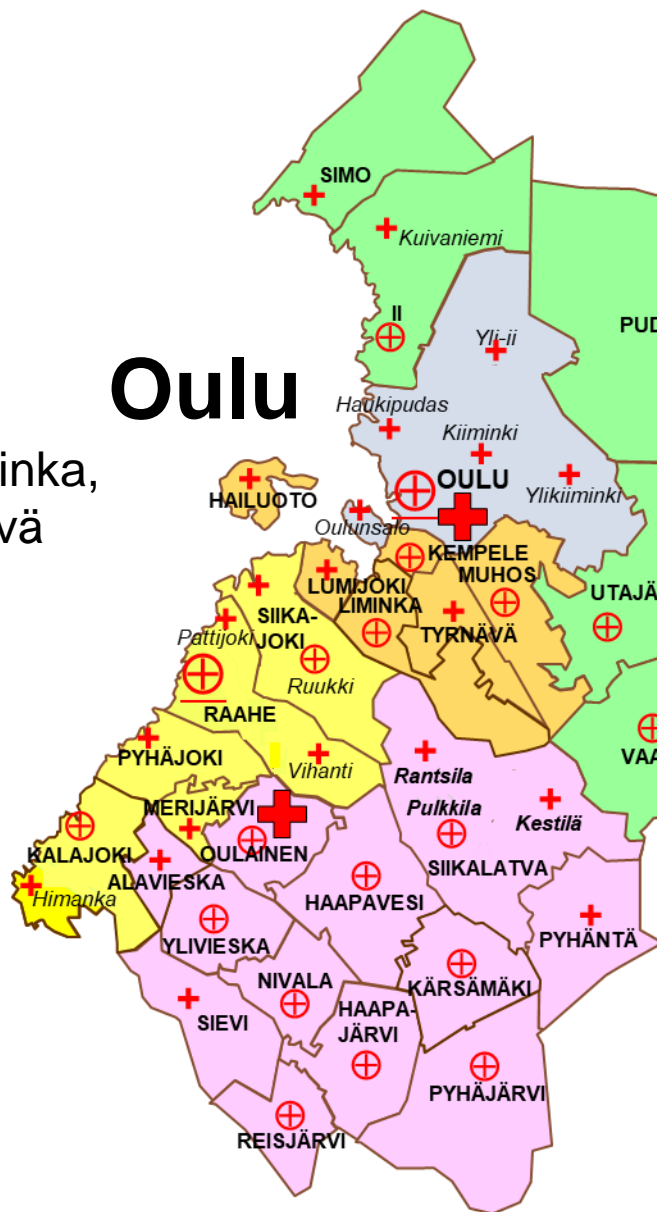 SIMO
Kuivaniemi
II
PUD
Yli-ii
Oulu
Haukipudas
Kiiminki
inka,
HAILUOTO
OULU
Ylikiiminki
vä
Oulunsalo
KEMPELE
MUHOS
LUMIJOKI
LIMINKA
UTAJÄ
SIIKA-
JOKI
Pattijoki
TYRNÄVÄ
Ruukki
RAAHE
PYHÄJOKI
Vihanti
Rantsila
VAA
MERIJÄRVI
Pulkkila
Kestilä
KALAJOKI
OULAINEN
SIIKALATVA
ALAVIESKA
Himanka
HAAPAVESI
YLIVIESKA
PYHÄNTÄ
NIVALA
KÄRSÄMÄKI
SIEVI
HAAPA-
JÄRVI
PYHÄJÄRVI
REISJÄRVI